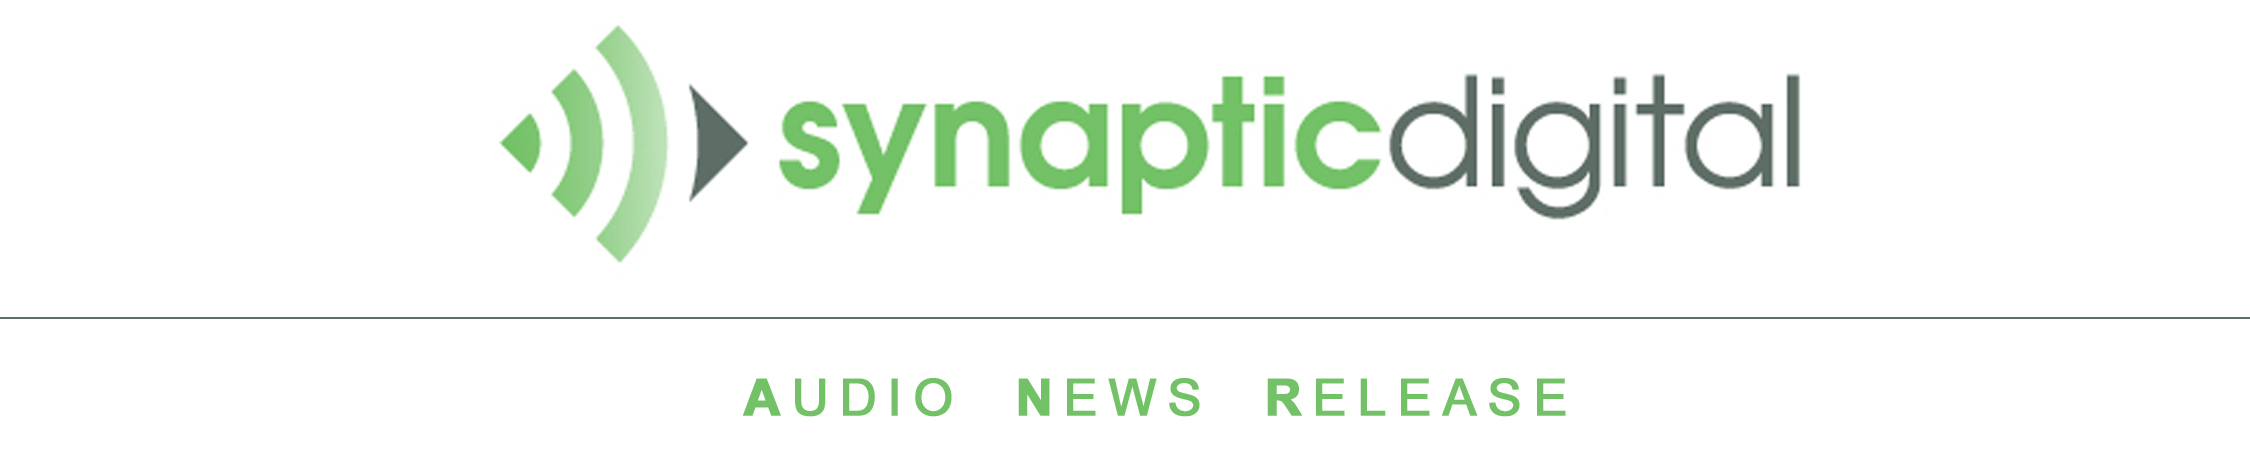 synapticdigital
AUDIO NEWS RELEASE